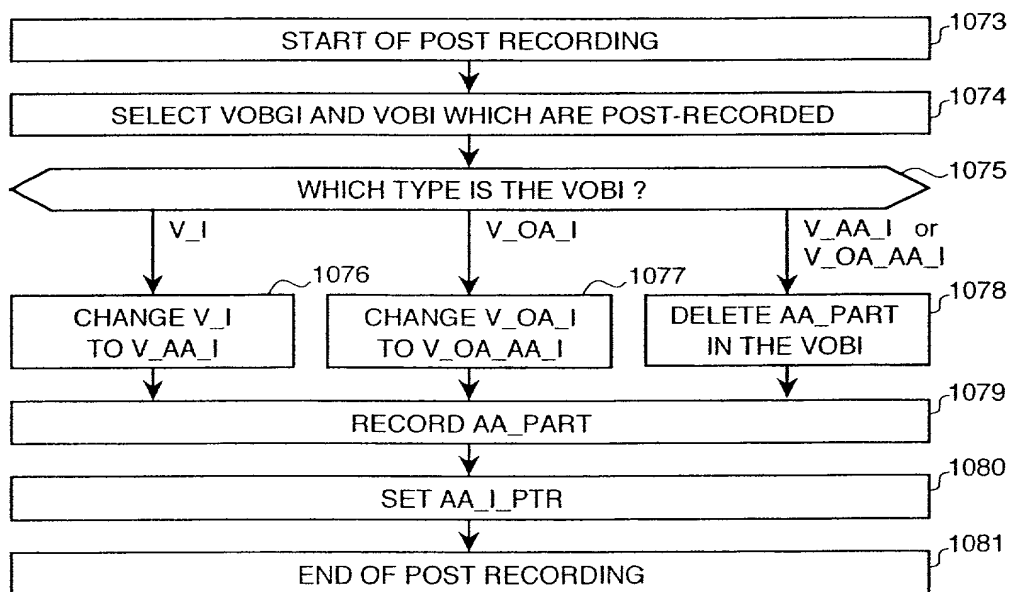 START OF POST RECORDING
1073
SELECT VOBGI AND VOBI WHICH ARE POST-RECORDED
1074
WHICH TYPE IS THE VOBI ?
1075
V_I
V_OA_I
V_AA_I or
V_OA_AA_I
1076
CHANGE V_I
TO V_AA_I
1077
CHANGE V_OA_I
TO V_OA_AA_I
1078
DELETE AA_PART
IN THE VOBI
1079
RECORD AA_PART
1080
SET AA_I_PTR
1081
END OF POST RECORDING